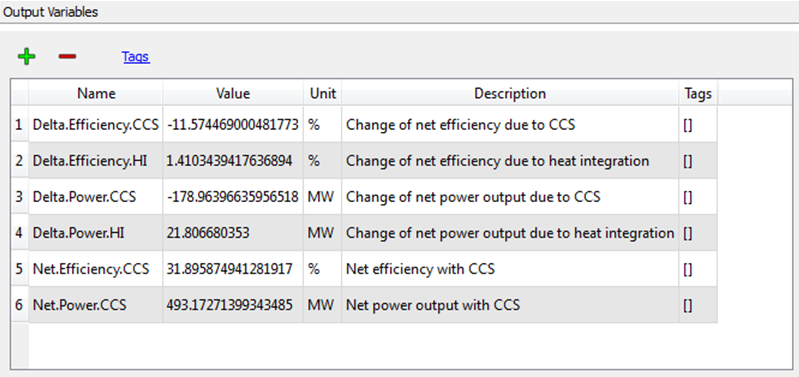 Output Variables
Tags
Name Value Unit Description Tags
1 Delta.Efficiency.CCS -11.574469000481773 % Change of net efficiency due to CCS []
2 Delta.Efficiency.HI 1.4103439417636894 % Change of net efficiency due to heat integration []
3 Delta.Power.CCS -178.96396635956518 MW Change of net power output due to CCS []
4 Delta.Power.HI 21.806680353 MW Change of net power output due to heat integration []
5 Net.Efficiency.CCS 31.895874941281917 % Net efficiency with CCS []
6 Net.Power.CCS 493.17271399343485 MW Net power output with CCS []